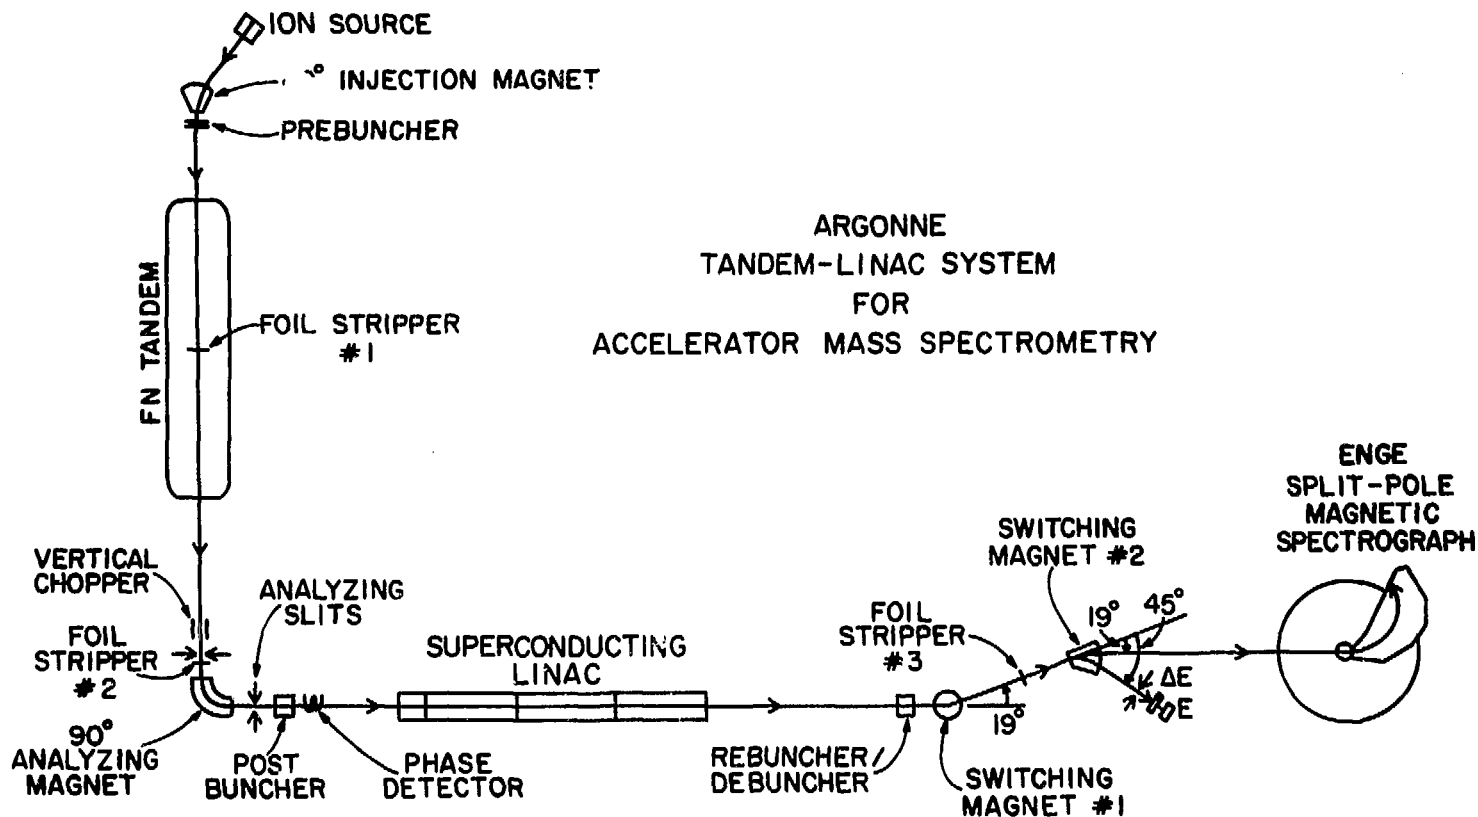 ION SOURCE
° INJECTION MAGNET
PREBUNCHER
ARGONNE
TANDEM-LINAC SYSTEM
FOR
ACCELERATOR MASS SPECTROMETRY
FN TANDEM
FOIL STRIPPER
#1
ENGE
SPLIT-POLE
MAGNETIC
SPECTROGRAPH
SWITCHING
MAGNET #2
VERTICAL
CHOPPER
ANALYZING
SLITS
FOIL
STRIPPER
#3
19°
45°
FOIL
STRIPPER
#2
SUPERCONDUCTING
LINAC
ΔE
E
19°
90°
ANALYZING
MAGNET
POST
BUNCHER
PHASE
DETECTOR
REBUNCHER/
DEBUNCHER
SWITCHING
MAGNET #1